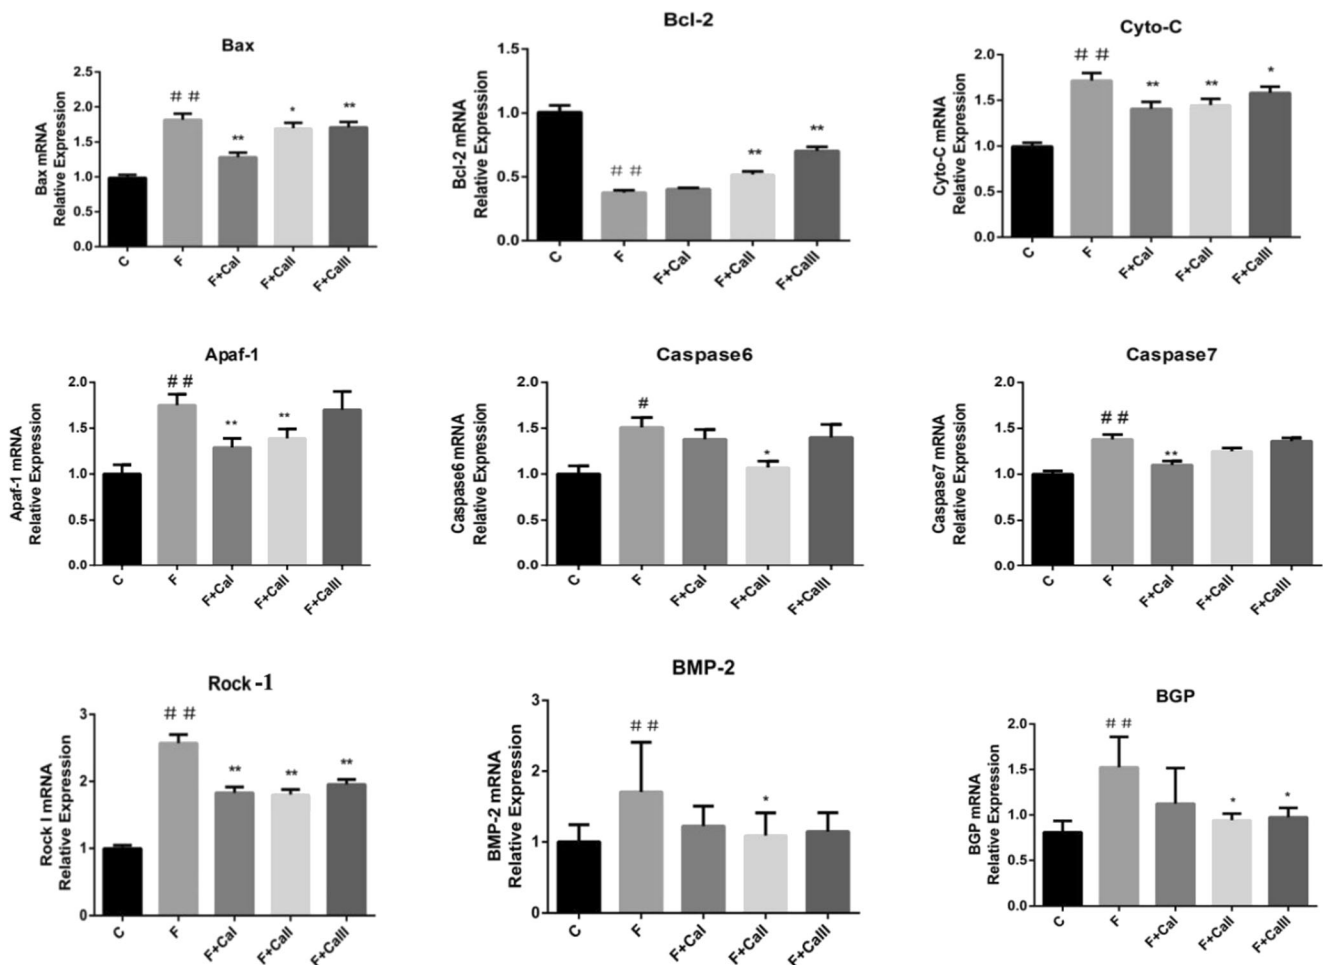 Bax
Bax mRNA
Relative Expression
2.5
2.0
1.5
1.0
0.5
0.0
# #
**
*
**
C
F
F+CaI
F+CaII
F+CaIII
Bcl-2
Bcl-2 mRNA
Relative Expression
1.5
1.0
0.5
0.0
# #
**
**
C
F
F+CaI
F+CaII
F+CaIII
Cyto-C
Cyto-C mRNA
Relative Expression
2.0
1.5
1.0
0.5
0.0
# #
**
**
*
C
F
F+CaI
F+CaII
F+CaIII
Apaf-1
Apaf-1 mRNA
Relative Expression
2.0
1.5
1.0
0.5
0.0
##
**
**
C
F
F+CaI
F+CaII
F+CaIII
Caspase6
Caspase6 mRNA
Relative Expression
2.0
1.5
1.0
0.5
0.0
#
*
C
F
F+CaI
F+CaII
F+CaIII
Caspase7
Caspase7 mRNA
Relative Expression
2.0
1.5
1.0
0.5
0.0
##
**
C
F
F+CaI
F+CaII
F+CaIII
Rock-1
Rock I mRNA
Relative Expression
3
2
1
0
# #
**
**
**
C
F
F+CaI
F+CaII
F+CaIII
BMP-2
BMP-2 mRNA
Relative Expression
3
2
1
0
# #
*
C
F
F+CaI
F+CaII
F+CaIII
BGP
BGP mRNA
Relative Expression
2.0
1.5
1.0
0.5
0.0
# #
*
*
C
F
F+CaI
F+CaII
F+CaIII